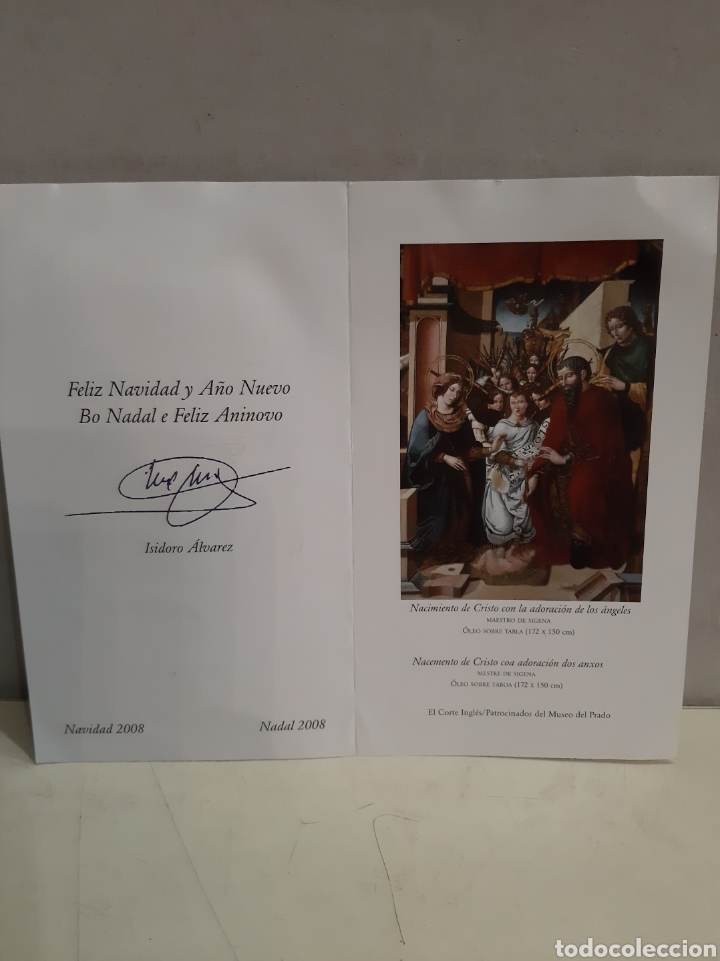 Feliz Navidad y Año Nuevo
Bo Nadal e Feliz Aninovo
Isidoro Álvarez
Navidad 2008
Nadal 2008
Nacimiento de Cristo con la adoración de los ángeles
MAESTRO DE SIGENA
ÓLEO SOBRE TABLA (172 x 150 cm)
Nacemento de Cristo coa adoración dos anxos
MESTRE DE SIGENA
ÓLEO SOBRE TÁBOA (172 x 150 cm)
El Corte Inglés/Patrocinador del Museo del Prado
todocoleccion